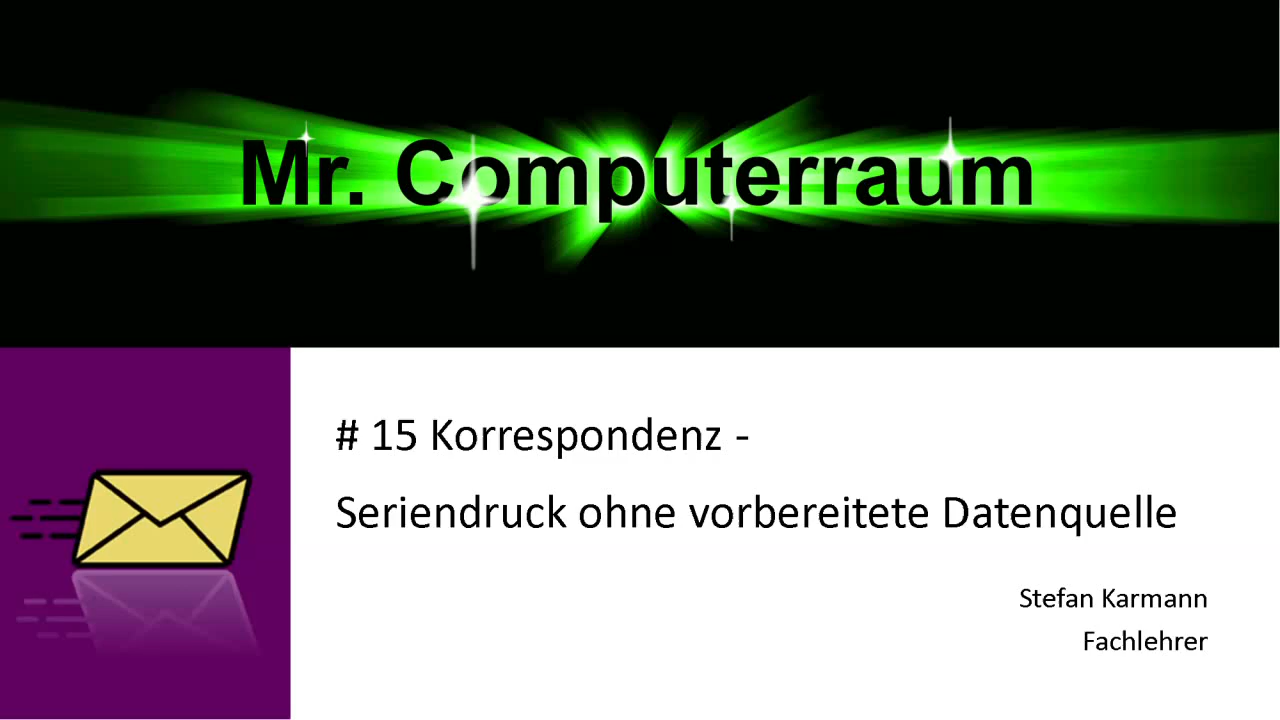 Mr. Computerraum
# 15 Korrespondenz -
Seriendruck ohne vorbereitete Datenquelle
Stefan Karmann
Fachlehrer